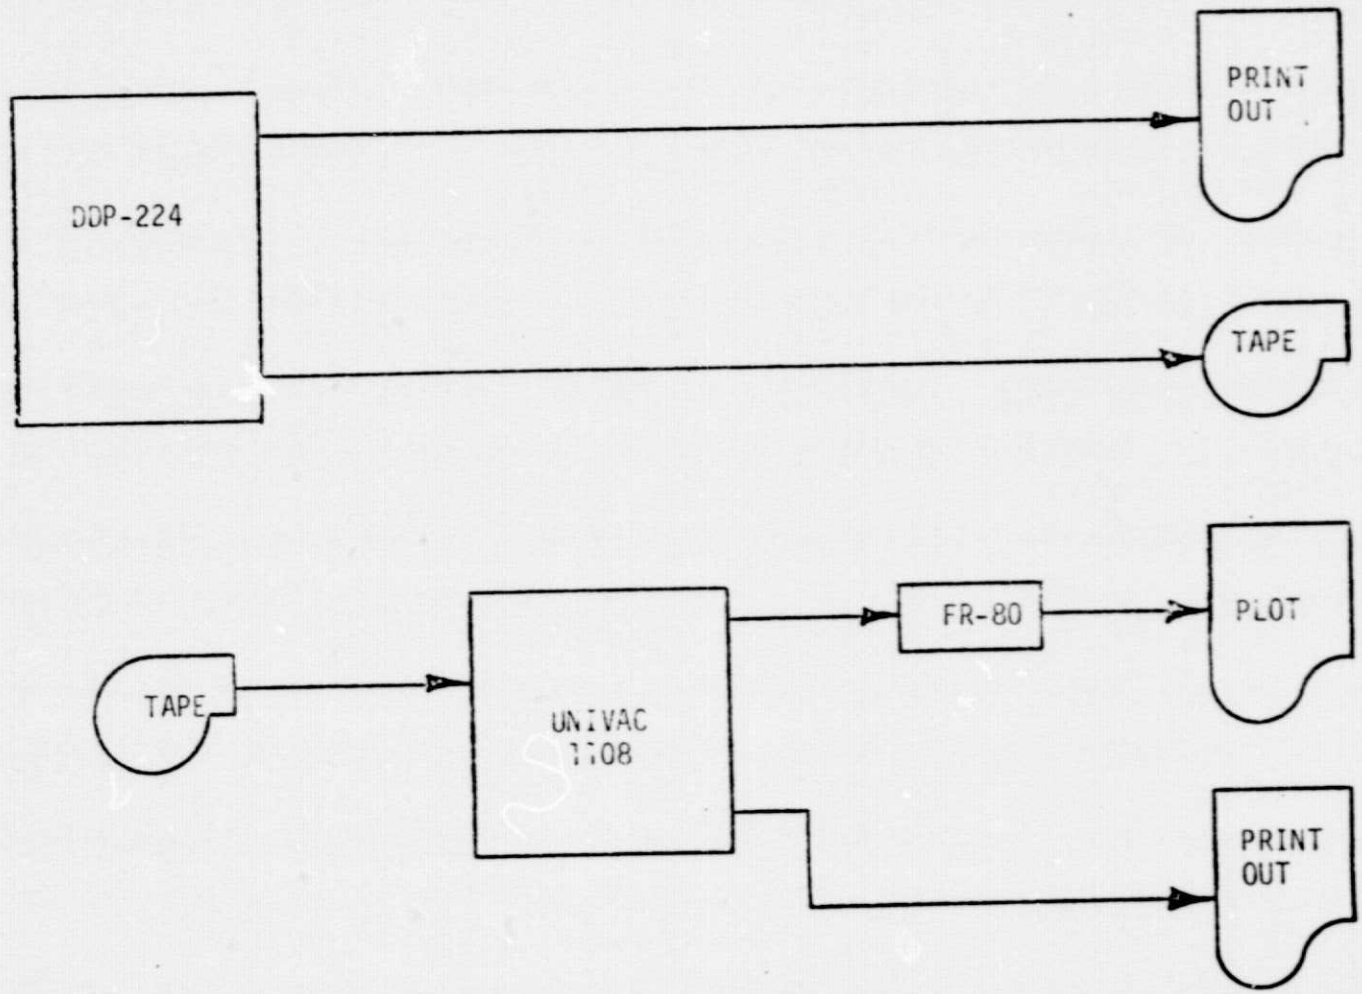 PRINT
OUT
DDP-224
TAPE
FR-80
PLOT
TAPE
UNIVAC
1108
PRINT
OUT